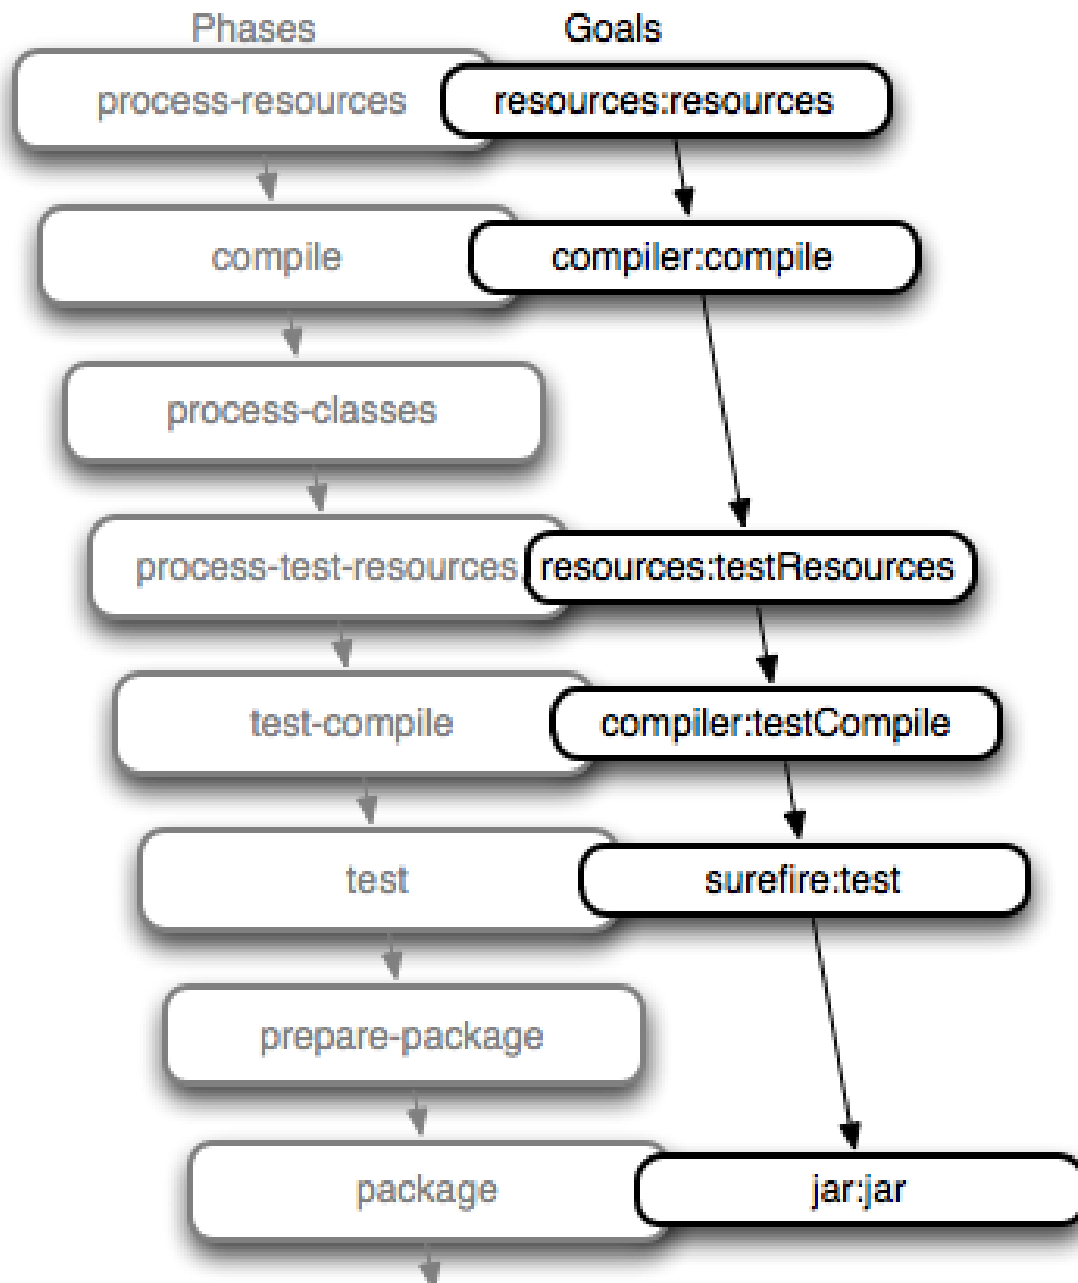 Phases Goals
process-resources resources:resources
compile compiler:compile
process-classes
process-test-resources resources:testResources
test-compile compiler:testCompile
test surefire:test
prepare-package
package jar:jar